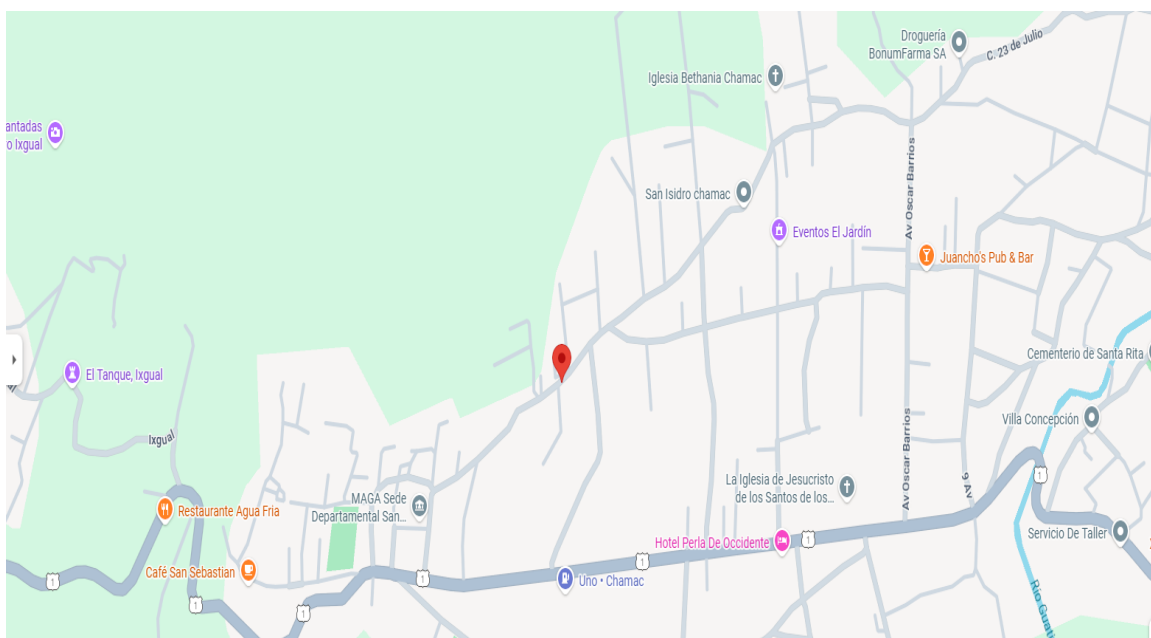 Droguería
BonumFarma SA
C. 23 de Julio
Iglesia Bethania Chamac
antadas
o Ixgual
Av Oscar Barrios
San Isidro chamac
Eventos El Jardín
Juancho's Pub & Bar
Cementerio de Santa Rita
El Tanque, Ixgual
Villa Concepción
Ixgual
Av Oscar Barrios
La Iglesia de Jesucristo
de los Santos de los...
9 Av
1
MAGA Sede
Departamental San...
Restaurante Agua Fria
Hotel Perla De Occidente
1
Servicio De Taller
1
Café San Sebastian
1
1
Uno • Chamac
1
1
Río Guati